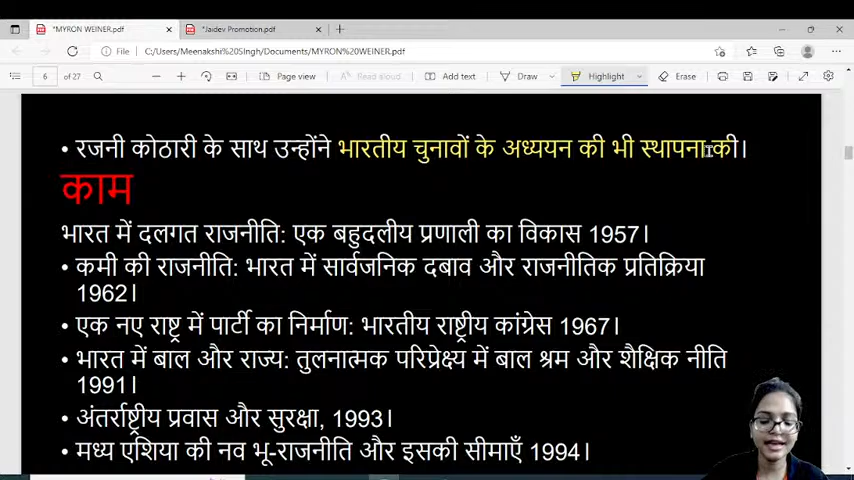 *MYRON WEINER.pdf
*Jaidev Promotion.pdf
File
C:/Users/Meenakshi%20SIngh/Documents/MYRON%20WEINER.pdf
6 of 27
Page view
Read aloud
Add text
Draw
Highlight
Erase
• रजनी कोठारी के साथ उन्होंने भारतीय चुनावों के अध्ययन की भी स्थापना की।
काम
भारत में दलगत राजनीति: एक बहुदलीय प्रणाली का विकास 1957।
• कमी की राजनीति: भारत में सार्वजनिक दबाव और राजनीतिक प्रतिक्रिया
1962।
• एक नए राष्ट्र में पार्टी का निर्माण: भारतीय राष्ट्रीय कांग्रेस 1967।
• भारत में बाल और राज्य: तुलनात्मक परिप्रेक्ष्य में बाल श्रम और शैक्षिक नीति
1991।
• अंतर्राष्ट्रीय प्रवास और सुरक्षा, 1993।
• मध्य एशिया की नव भू-राजनीति और इसकी सीमाएँ 1994।